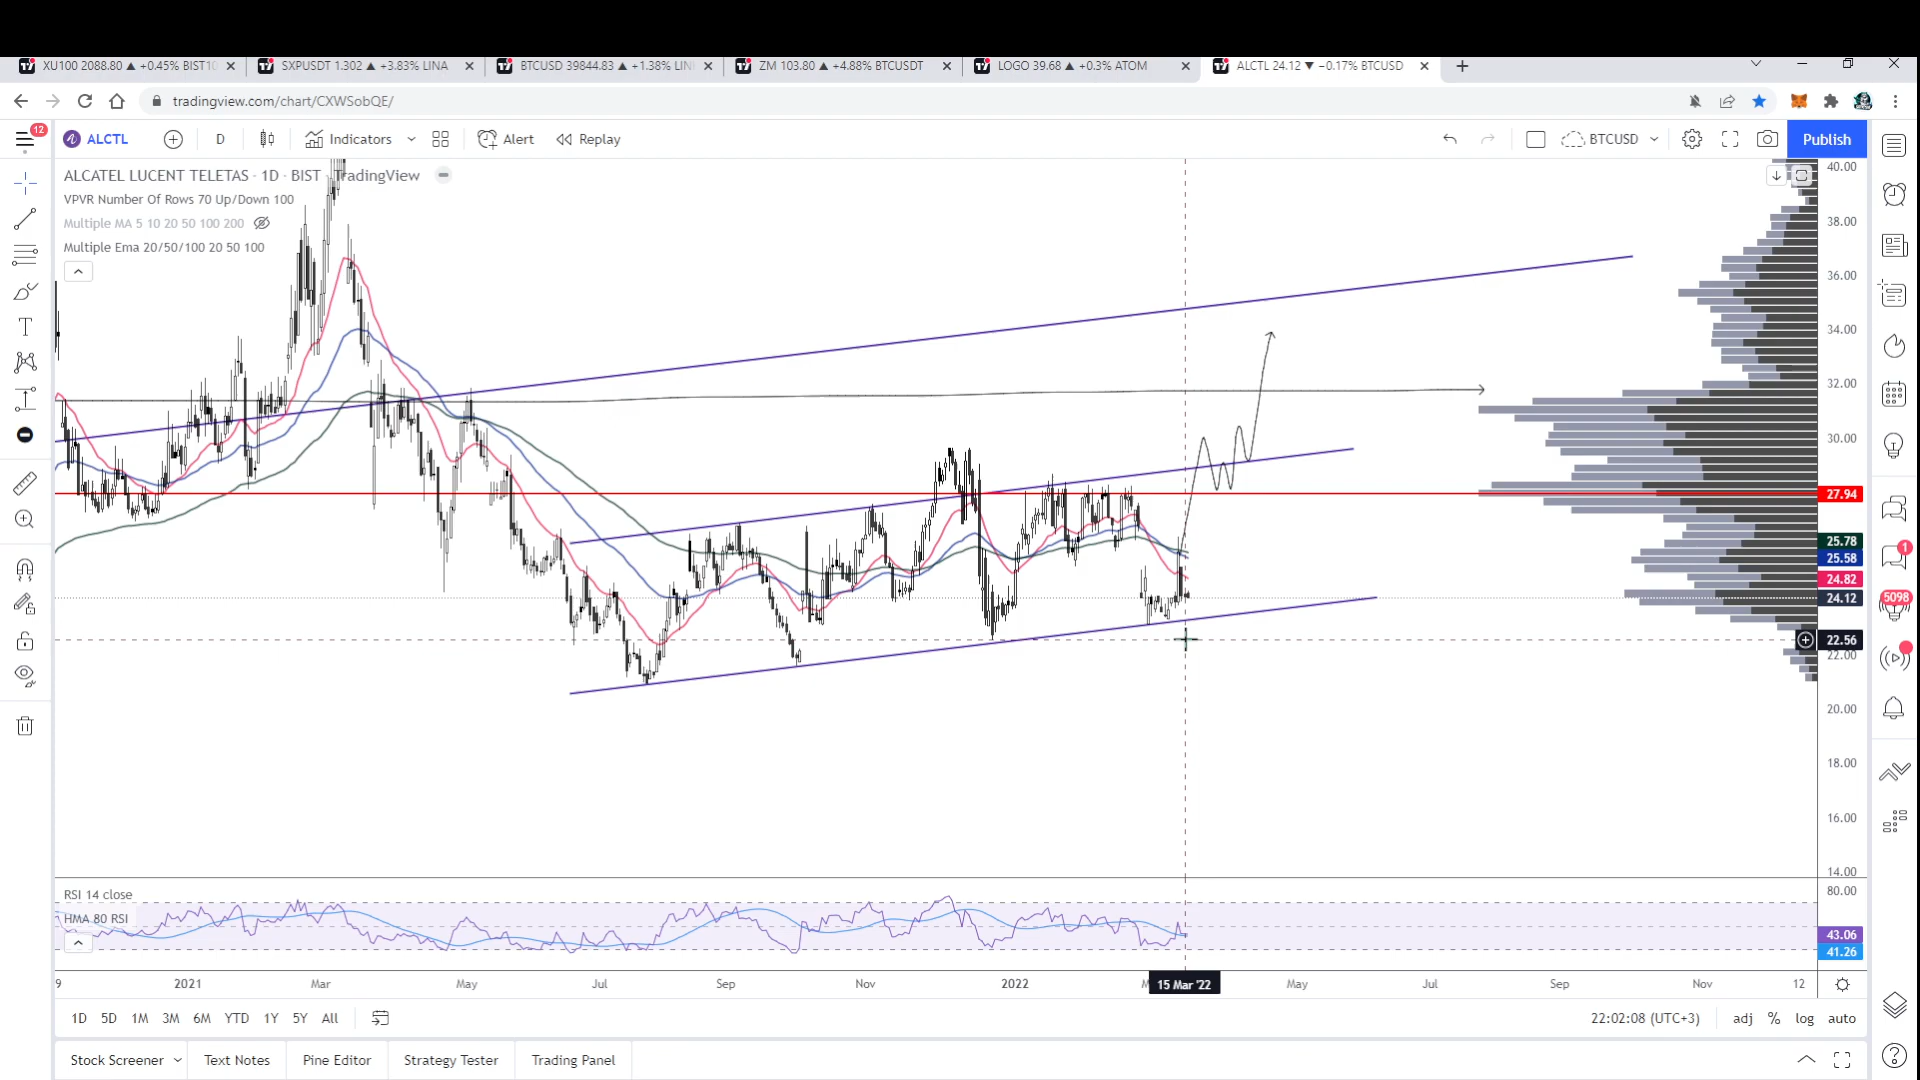 XU100 2088.80 ▲ +0.45% BIST10
SXPUSDT 1.302 ▲ +3.83% LINA
BTCUSD 39844.83 ▲ +1.38% LIN
ZM 103.80 ▲ +4.88% BTCUSDT
LOGO 39.68 ▲ +0.3% ATOM
ALCTL 24.12 ▼ −0.17% BTCUSD
tradingview.com/chart/CXWSobQE/
12
ALCTL
D
Indicators
Alert
Replay
BTCUSD
Publish
ALCATEL LUCENT TELETAS · 1D · BIST · TradingView
VPVR Number Of Rows 70 Up/Down 100
Multiple MA 5 10 20 50 100 200
Multiple Ema 20/50/100 20 50 100
40.00
38.00
36.00
34.00
32.00
30.00
27.94
25.78
25.58
24.82
24.12
22.56
22.00
20.00
18.00
16.00
14.00
1
5098
RSI 14 close
HMA 80 RSI
80.00
43.06
41.26
9
2021
Mar
May
Jul
Sep
Nov
2022
15 Mar '22
May
Jul
Sep
Nov
12
1D 5D 1M 3M 6M YTD 1Y 5Y All
22:02:08 (UTC+3)
adj % log auto
Stock Screener
Text Notes
Pine Editor
Strategy Tester
Trading Panel